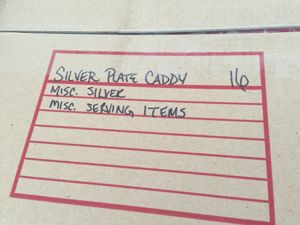 SILVER PLATE CADDY 16
MISC. SILVER
MISC. SERVING ITEMS